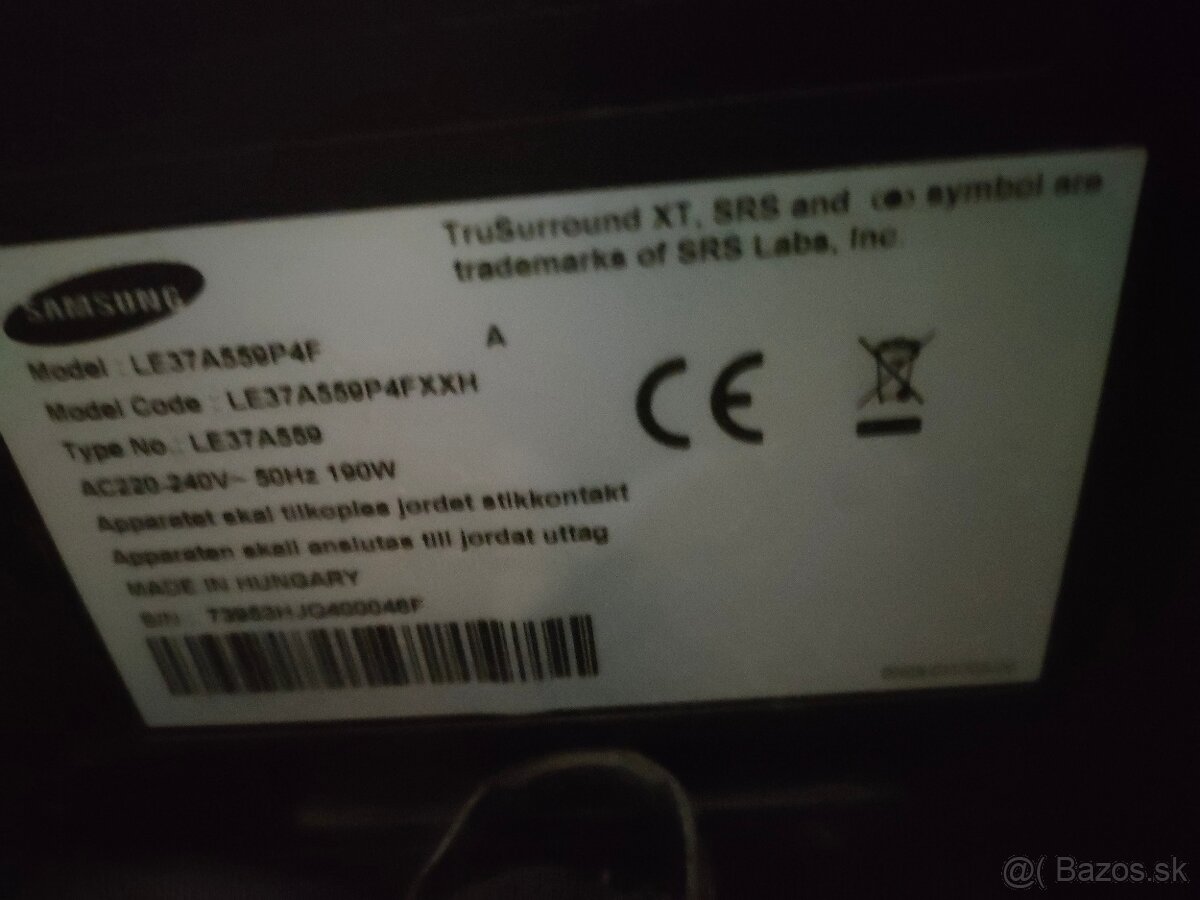 TruSurround XT, SRS and (●) symbol are
trademarks of SRS Labs, Inc.
SAMSUNG
Model : LE37A559P4F
A
Model Code : LE37A559P4FXXH
Type No. : LE37A559
AC220-240V~ 50Hz 190W
Apparatet skal tilkoples jordet stikkontakt
Apparaten skall anslutas till jordat uttag
MADE IN HUNGARY
S/N :
CE
@( Bazos.sk